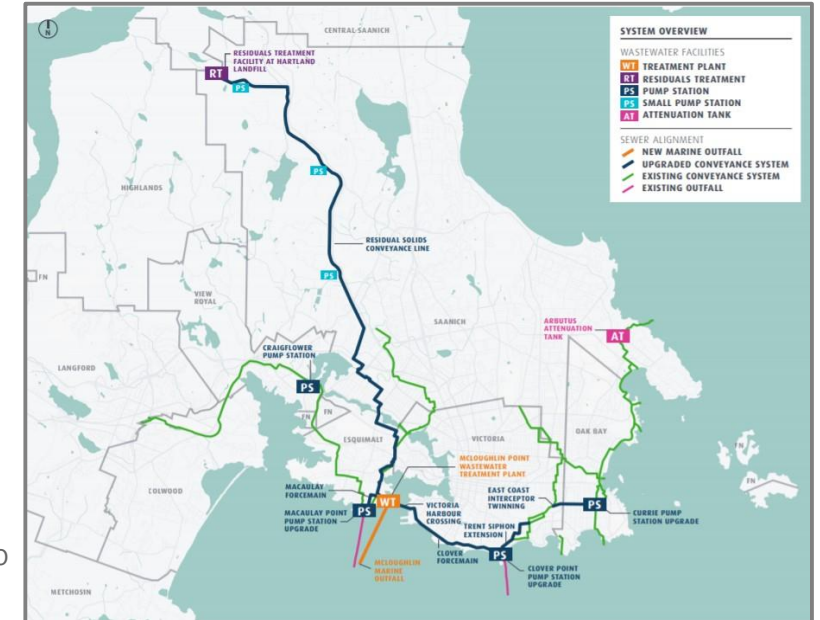 N
CENTRAL SAANICH
SYSTEM OVERVIEW
WASTEWATER FACILITIES
WT TREATMENT PLANT
RT RESIDUALS TREATMENT
PS PUMP STATION
PS SMALL PUMP STATION
AT ATTENUATION TANK
SEWER ALIGNMENT
NEW MARINE OUTFALL
UPGRADED CONVEYANCE SYSTEM
EXISTING CONVEYANCE SYSTEM
EXISTING OUTFALL
RESIDUALS TREATMENT
FACILITY AT HARTLAND
LANDFILL
RT
PS
PS
HIGHLANDS
RESIDUAL SOLIDS
CONVEYANCE LINE
PS
FN
VIEW
ROYAL
SAANICH
ARBUTUS
ATTENUATION
TANK
AT
CRAIGFLOWER
PUMP STATION
LANGFORD
PS
FN
FN
ESQUIMALT
VICTORIA
OAK BAY
FN
FN
MCLOUGHLIN POINT
WASTEWATER
TREATMENT PLANT
COLWOOD
MACAULAY
FORCEMAIN
WT
PS
MACAULAY POINT
PUMP STATION
UPGRADE
VICTORIA
HARBOUR
CROSSING
EAST COAST
INTERCEPTOR
TWINNING
PS
CURRIE PUMP
STATION UPGRADE
TRENT SIPHON
EXTENSION
CLOVER
FORCEMAIN
PS
CLOVER POINT
PUMP STATION
UPGRADE
MCLOUGHLIN
MARINE
OUTFALL
METCHOSIN